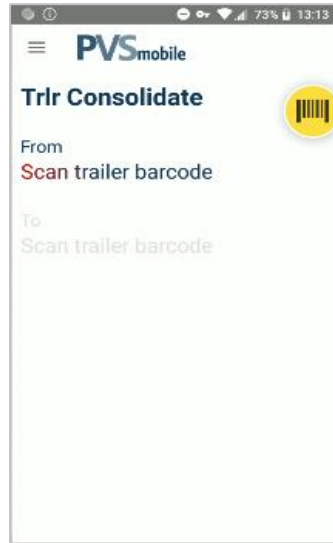 73% 13:13
PVSmobile
Trlr Consolidate
From
Scan trailer barcode
To
Scan trailer barcode